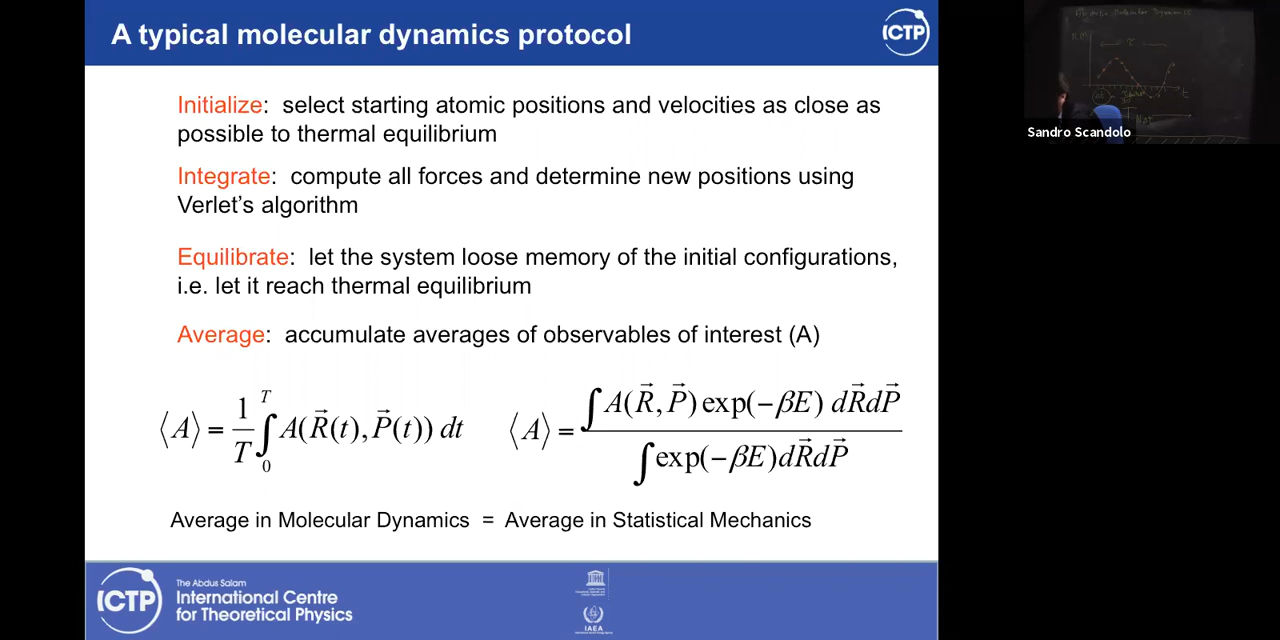 A typical molecular dynamics protocol
ICTP
Initialize: select starting atomic positions and velocities as close as
possible to thermal equilibrium
Integrate: compute all forces and determine new positions using
Verlet's algorithm
Equilibrate: let the system loose memory of the initial configurations,
i.e. let it reach thermal equilibrium
Average: accumulate averages of observables of interest (A)
⟨A⟩ = 1/T ∫₀ᵀ A(R⃗(t), P⃗(t)) dt
⟨A⟩ = ∫ A(R⃗, P⃗) exp(−βE) dR⃗dP⃗ / ∫ exp(−βE)dR⃗dP⃗
Average in Molecular Dynamics = Average in Statistical Mechanics
ICTP
The Abdus Salam
International Centre
for Theoretical Physics
IAEA
Sandro Scandolo